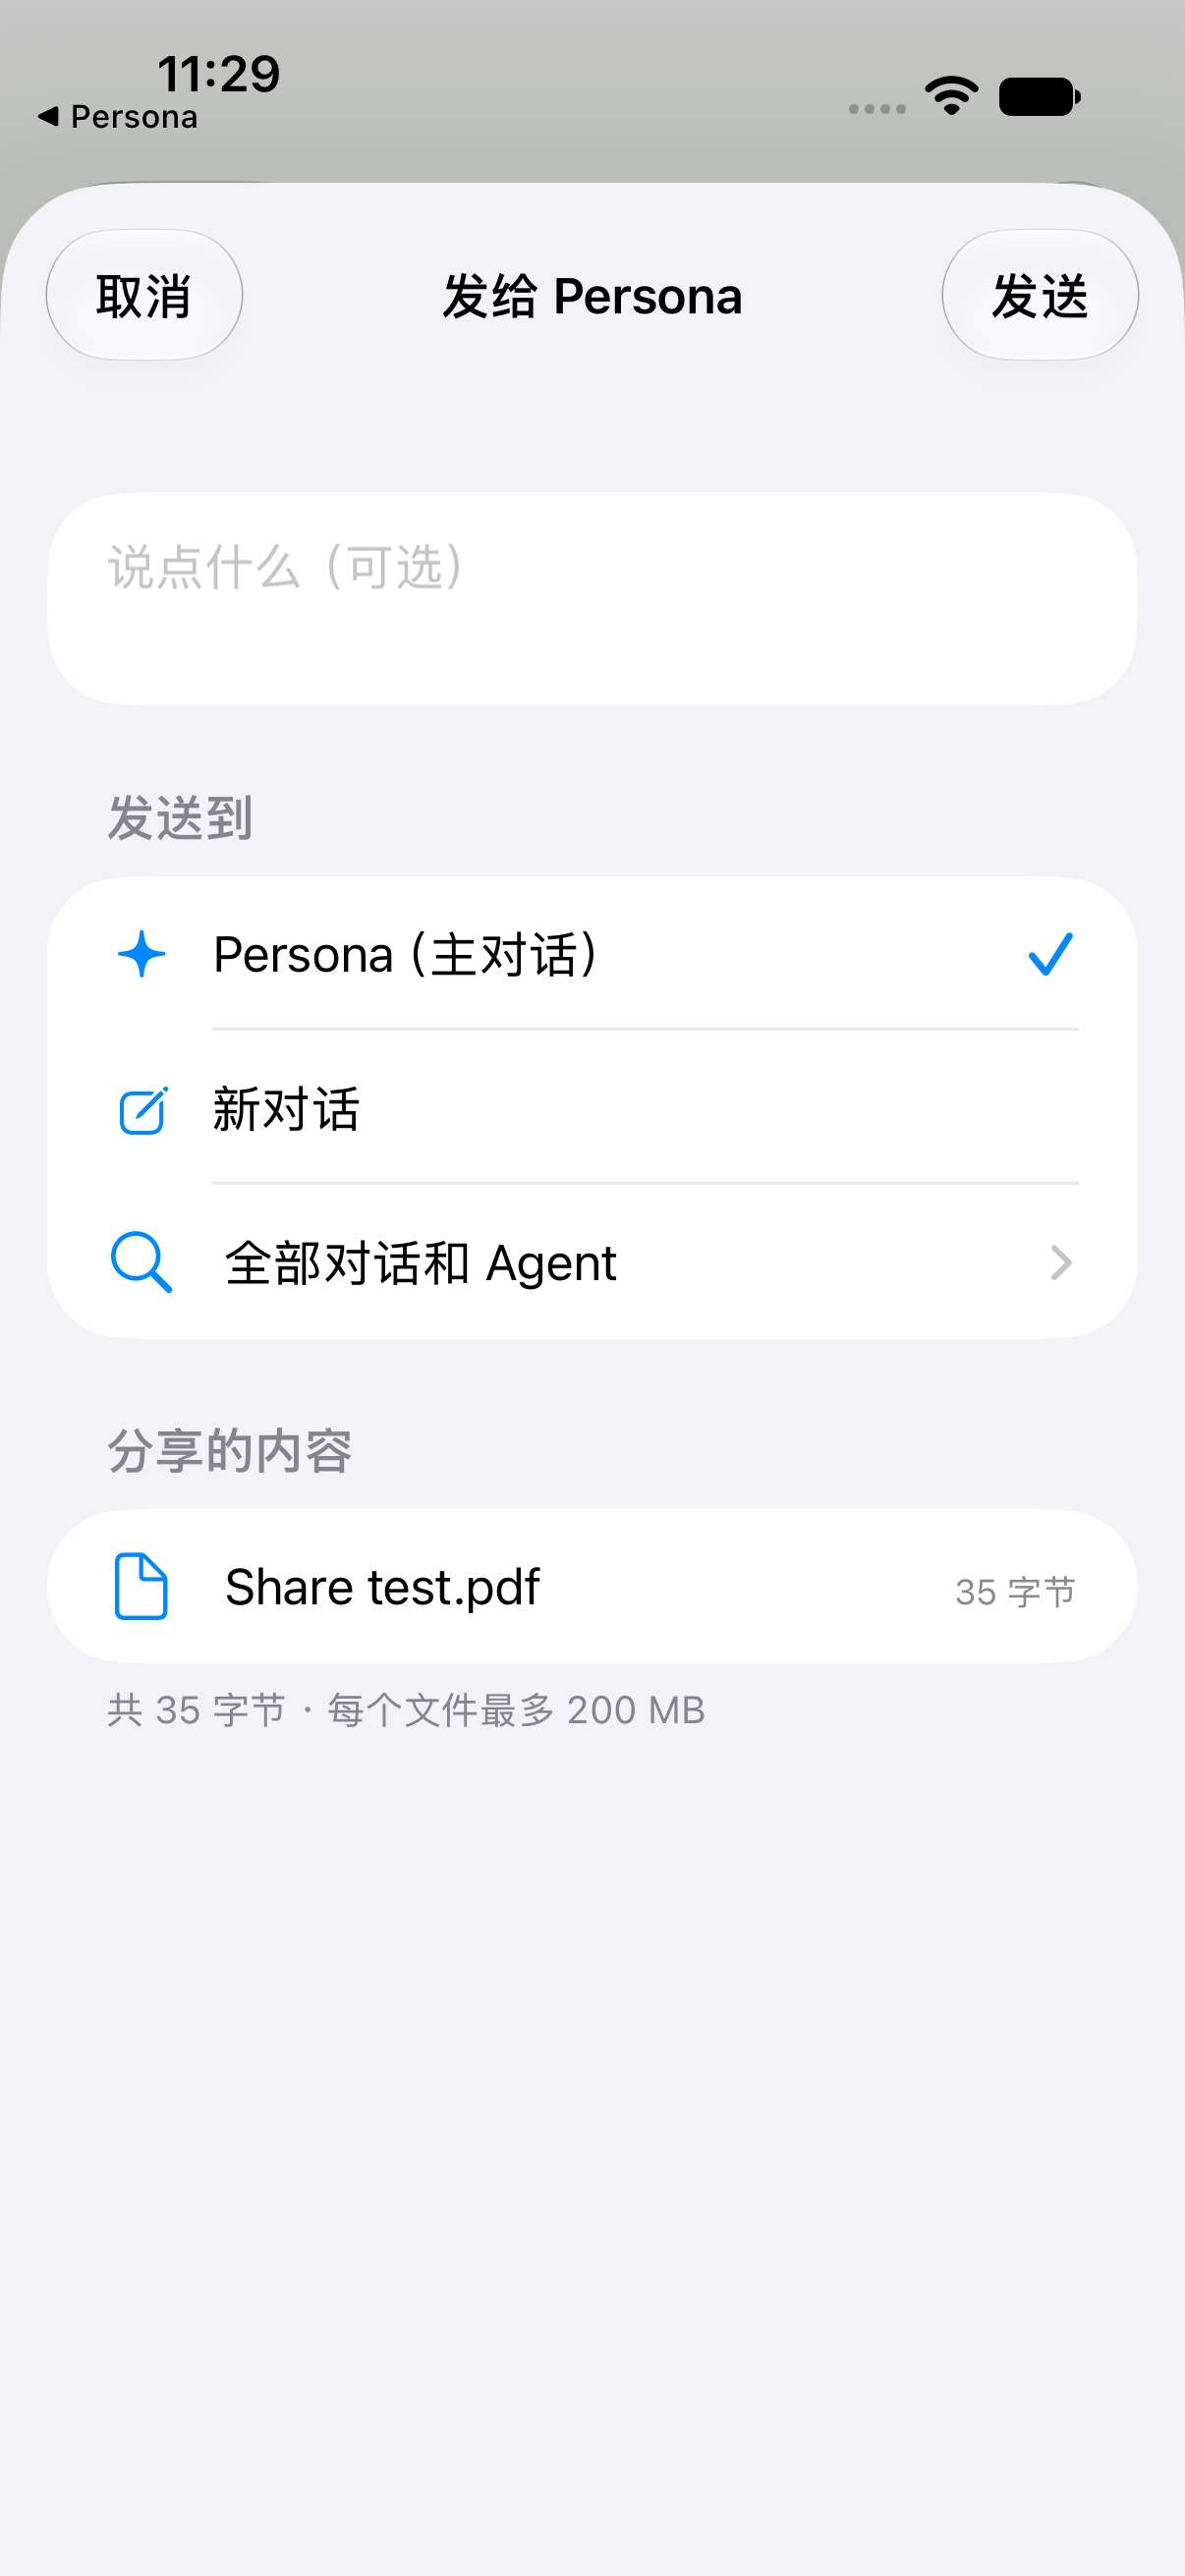 11:29
Persona
取消
发给 Persona
发送
说点什么（可选）
发送到
Persona（主对话）
新对话
全部对话和 Agent
分享的内容
Share test.pdf
35 字节
共 35 字节 · 每个文件最多 200 MB